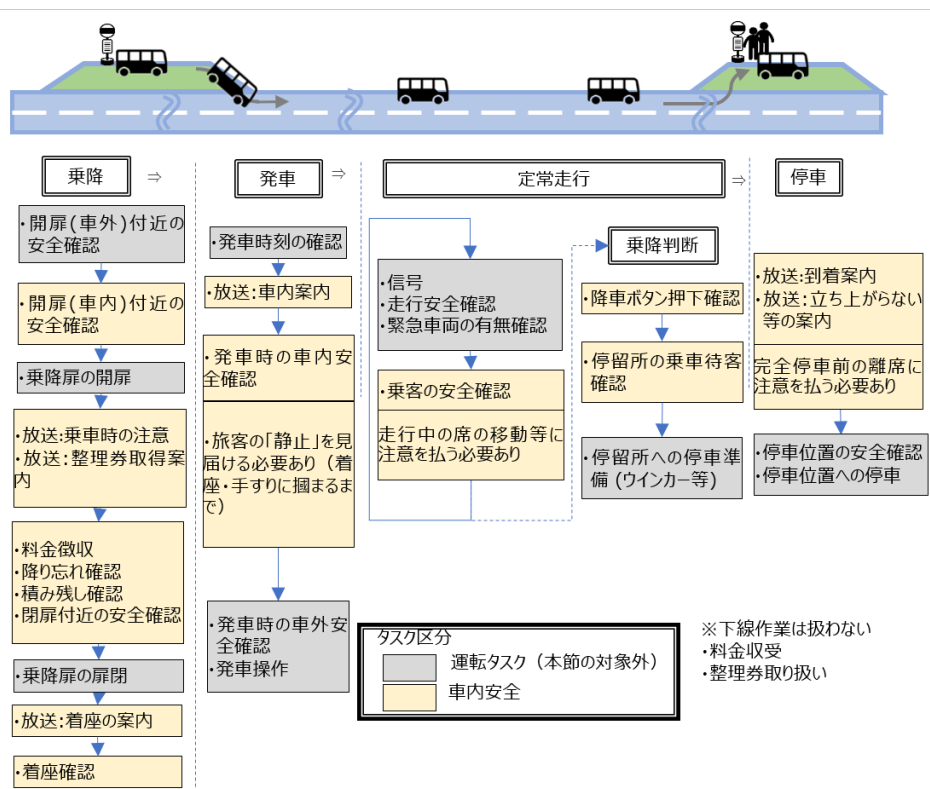 乗降 ⇒
・開扉(車外)付近の
安全確認
・開扉(車内)付近の
安全確認
・乗降扉の開扉
・放送:乗車時の注意
・放送:整理券取得案
内
・料金徴収
・降り忘れ確認
・積み残し確認
・閉扉付近の安全確認
・乗降扉の扉閉
・放送:着座の案内
・着座確認
発車 ⇒
・発車時刻の確認
・放送:車内案内
・発車時の車内安
全確認
・旅客の「静止」を見
届ける必要あり（着
座・手すりに掴まるま
で）
・発車時の車外安
全確認
・発車操作
定常走行 ⇒
・信号
・走行安全確認
・緊急車両の有無確認
・乗客の安全確認
走行中の席の移動等に
注意を払う必要あり
乗降判断
・降車ボタン押下確認
・停留所の乗車待客
確認
・停留所への停車準
備 (ウインカー等)
停車
・放送:到着案内
・放送：立ち上がらない
等の案内
完全停車前の離席に
注意を払う必要あり
・停車位置の安全確認
・停車位置への停車
タスク区分
運転タスク（本節の対象外）
車内安全
※下線作業は扱わない
・料金収受
・整理券取り扱い